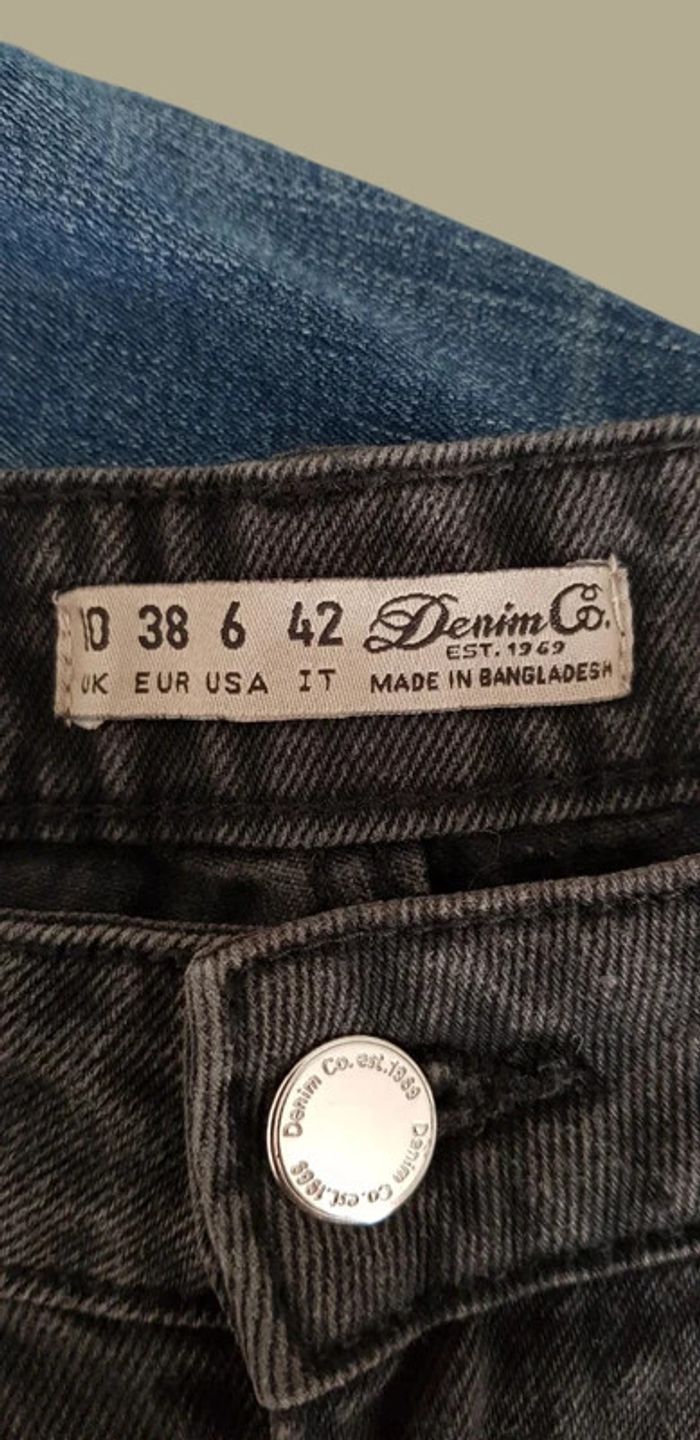 10 38 6 42 Denim Co.
EST. 1969
UK EUR USA IT MADE IN BANGLADESH
Denim Co. est.1969 Denim Co. est.1969